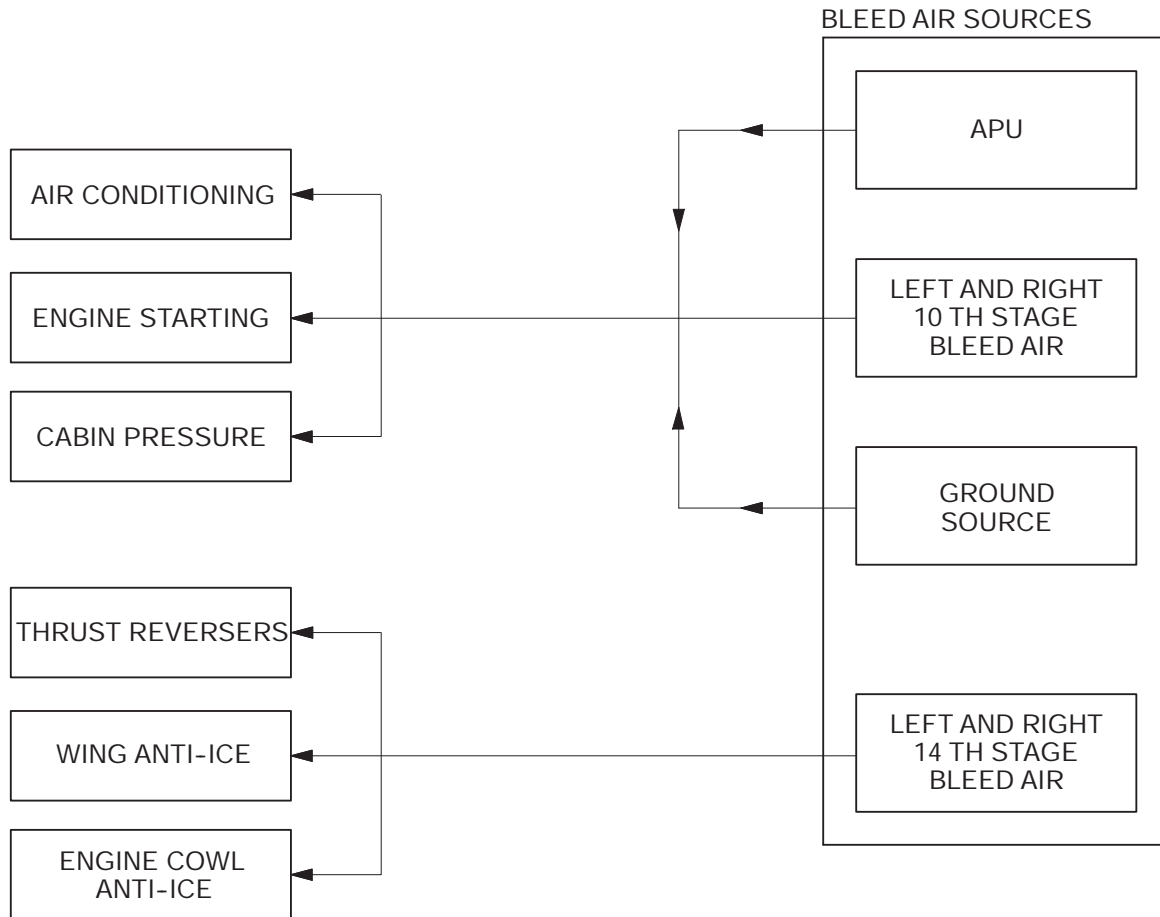 BLEED AIR SOURCES
APU
AIR CONDITIONING
ENGINE STARTING
CABIN PRESSURE
LEFT AND RIGHT
10 TH STAGE
BLEED AIR
GROUND
SOURCE
THRUST REVERSERS
WING ANTI-ICE
ENGINE COWL
ANTI-ICE
LEFT AND RIGHT
14 TH STAGE
BLEED AIR